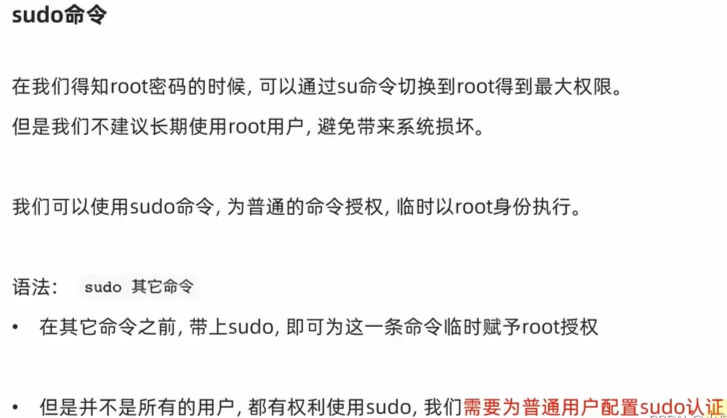 sudo命令
在我们得知root密码的时候, 可以通过su命令切换到root得到最大权限。
但是我们不建议长期使用root用户, 避免带来系统损坏。
我们可以使用sudo命令, 为普通的命令授权, 临时以root身份执行。
语法： sudo 其它命令
• 在其它命令之前, 带上sudo, 即可为这一条命令临时赋予root授权
• 但是并不是所有的用户, 都有权利使用sudo, 我们需要为普通用户配置sudo认证